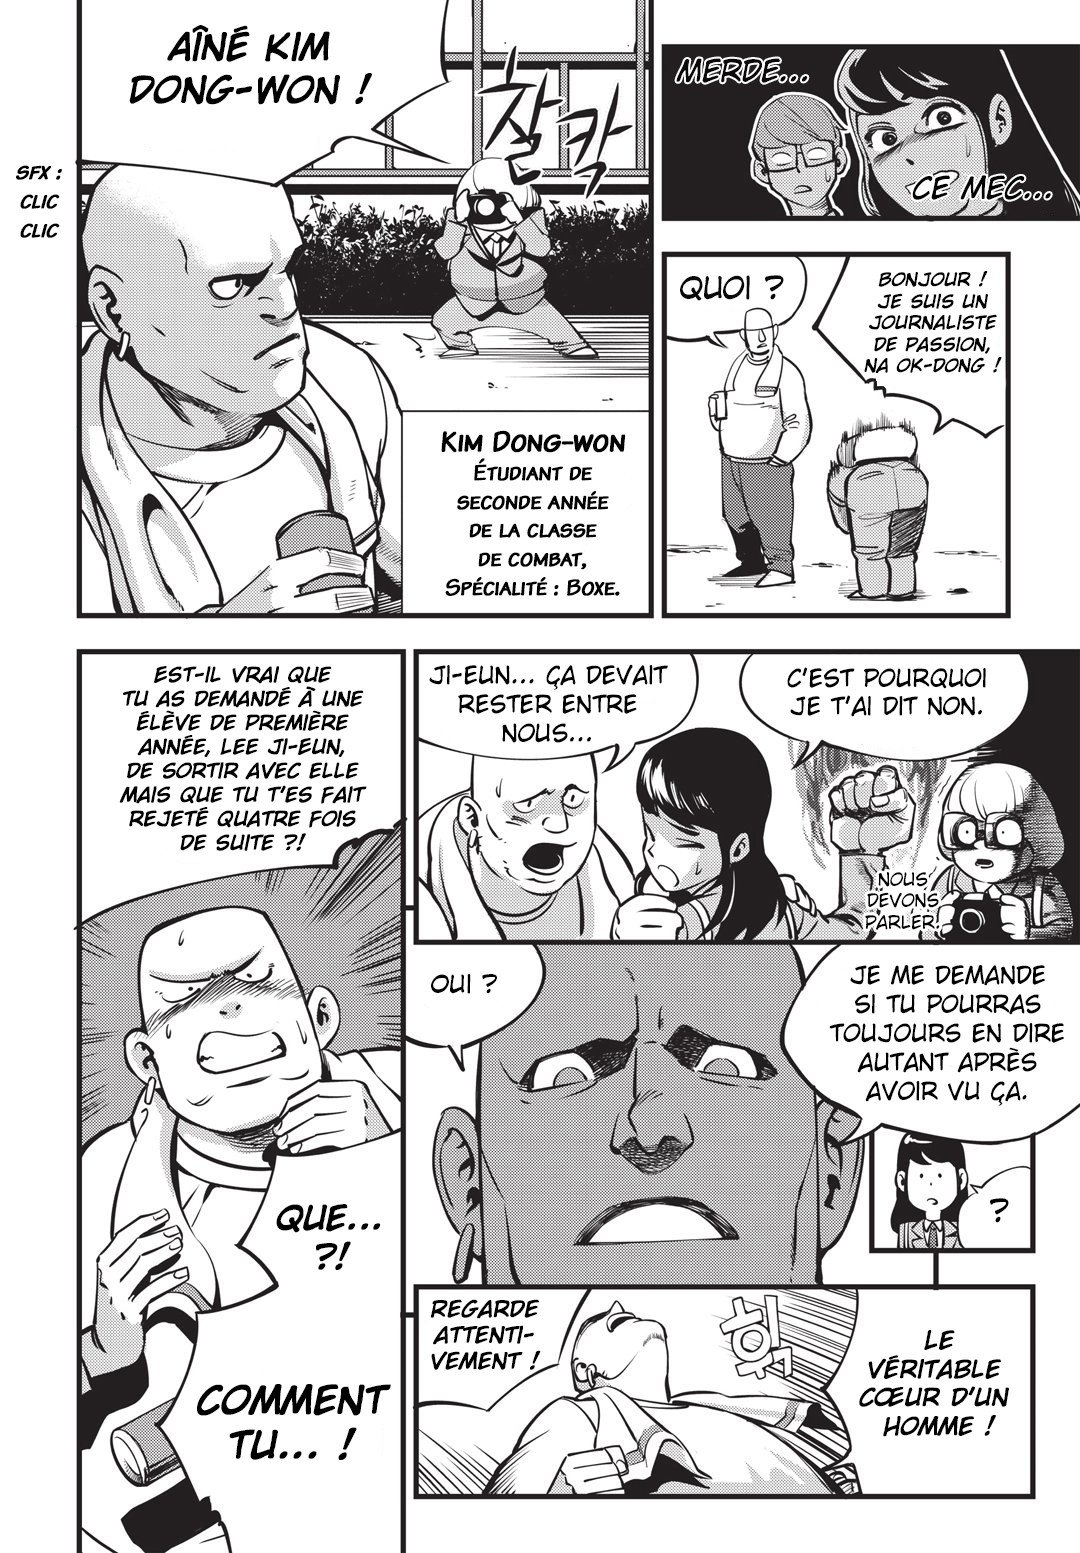 AÎNÉ KIM
DONG-WON !
찰칵
SFX :
CLIC
CLIC
KIM DONG-WON
ÉTUDIANT DE
SECONDE ANNÉE
DE LA CLASSE
DE COMBAT,
SPÉCIALITÉ : BOXE.
MERDE...
CE MEC...
QUOI ?
BONJOUR !
JE SUIS UN
JOURNALISTE
DE PASSION,
NA OK-DONG !
EST-IL VRAI QUE
TU AS DEMANDÉ À UNE
ÉLÈVE DE PREMIÈRE
ANNÉE, LEE JI-EUN,
DE SORTIR AVEC ELLE
MAIS QUE TU T'ES FAIT
REJETÉ QUATRE FOIS
DE SUITE ?!
QUE...
?!
COMMENT
TU... !
JI-EUN... ÇA DEVAIT
RESTER ENTRE
NOUS...
C'EST POURQUOI
JE T'AI DIT NON.
NOUS
DEVONS
PARLER.
OUI ?
JE ME DEMANDE
SI TU POURRAS
TOUJOURS EN DIRE
AUTANT APRÈS
AVOIR VU ÇA.
?
REGARDE
ATTENTI-
VEMENT !
휙
LE
VÉRITABLE
CŒUR D'UN
HOMME !